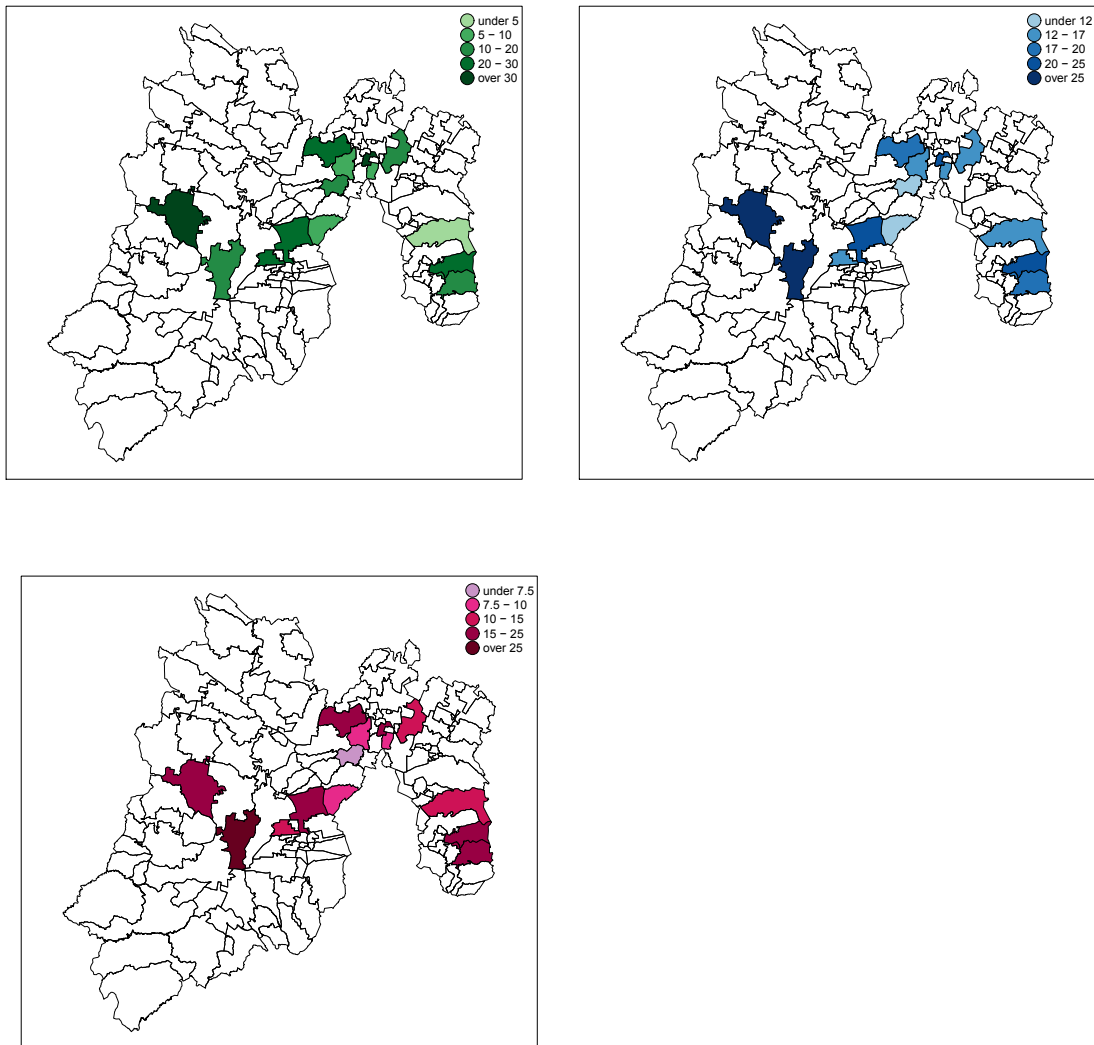 under 5
5 − 10
10 − 20
20 − 30
over 30
under 12
12 − 17
17 − 20
20 − 25
over 25
under 7.5
7.5 − 10
10 − 15
15 − 25
over 25